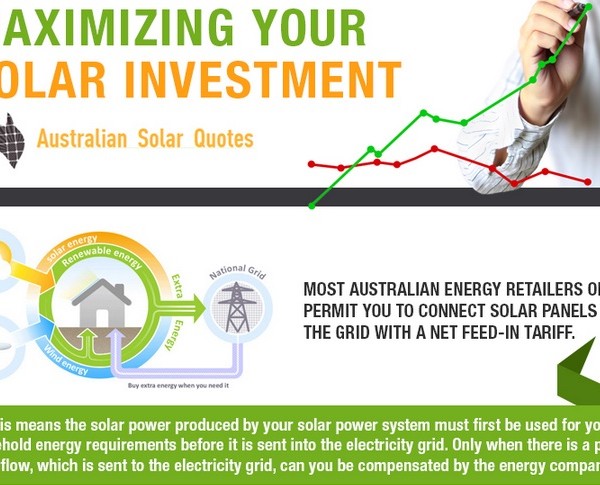 AXIMIZING YOUR
OLAR INVESTMENT
Australian Solar Quotes
solar energy
Renewable energy
Extra Energy
National Grid
Wind energy
Buy extra energy when you need it
MOST AUSTRALIAN ENERGY RETAILERS O
PERMIT YOU TO CONNECT SOLAR PANELS
THE GRID WITH A NET FEED-IN TARIFF.
is means the solar power produced by your solar power system must first be used for yo
ehold energy requirements before it is sent into the electricity grid. Only when there is a p
flow, which is sent to the electricity grid, can you be compensated by the energy compan